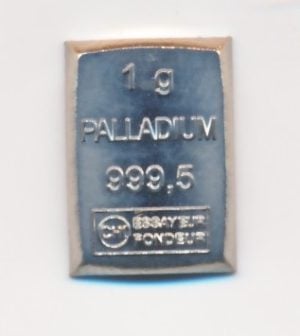 1 g
PALLADIUM
999,5
ESSAYEUR
FONDEUR